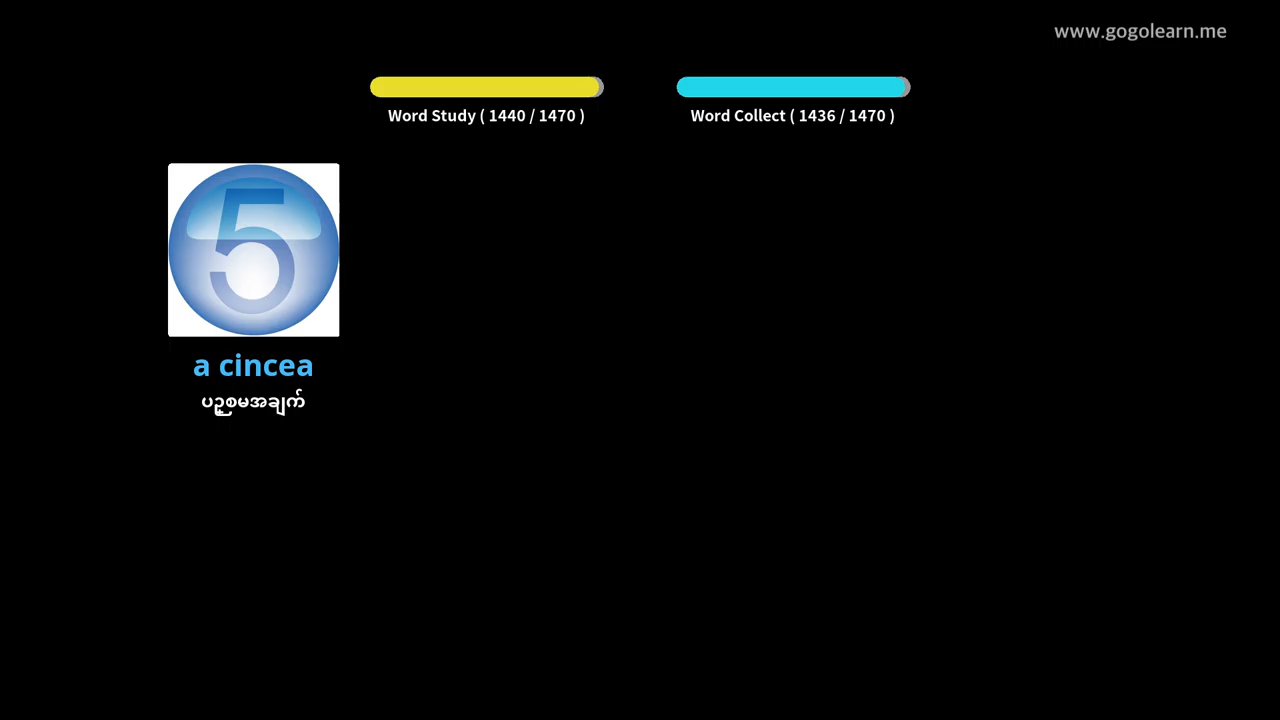 www.gogolearn.me
Word Study ( 1440 / 1470 )
Word Collect ( 1436 / 1470 )
5
a cincea
ပဥ္စမအချက်